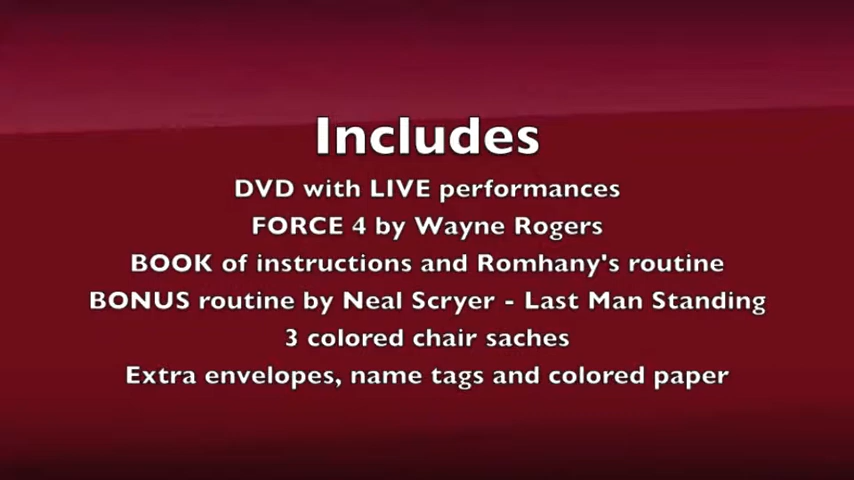 Includes
DVD with LIVE performances
FORCE 4 by Wayne Rogers
BOOK of instructions and Romhany's routine
BONUS routine by Neal Scryer - Last Man Standing
3 colored chair saches
Extra envelopes, name tags and colored paper